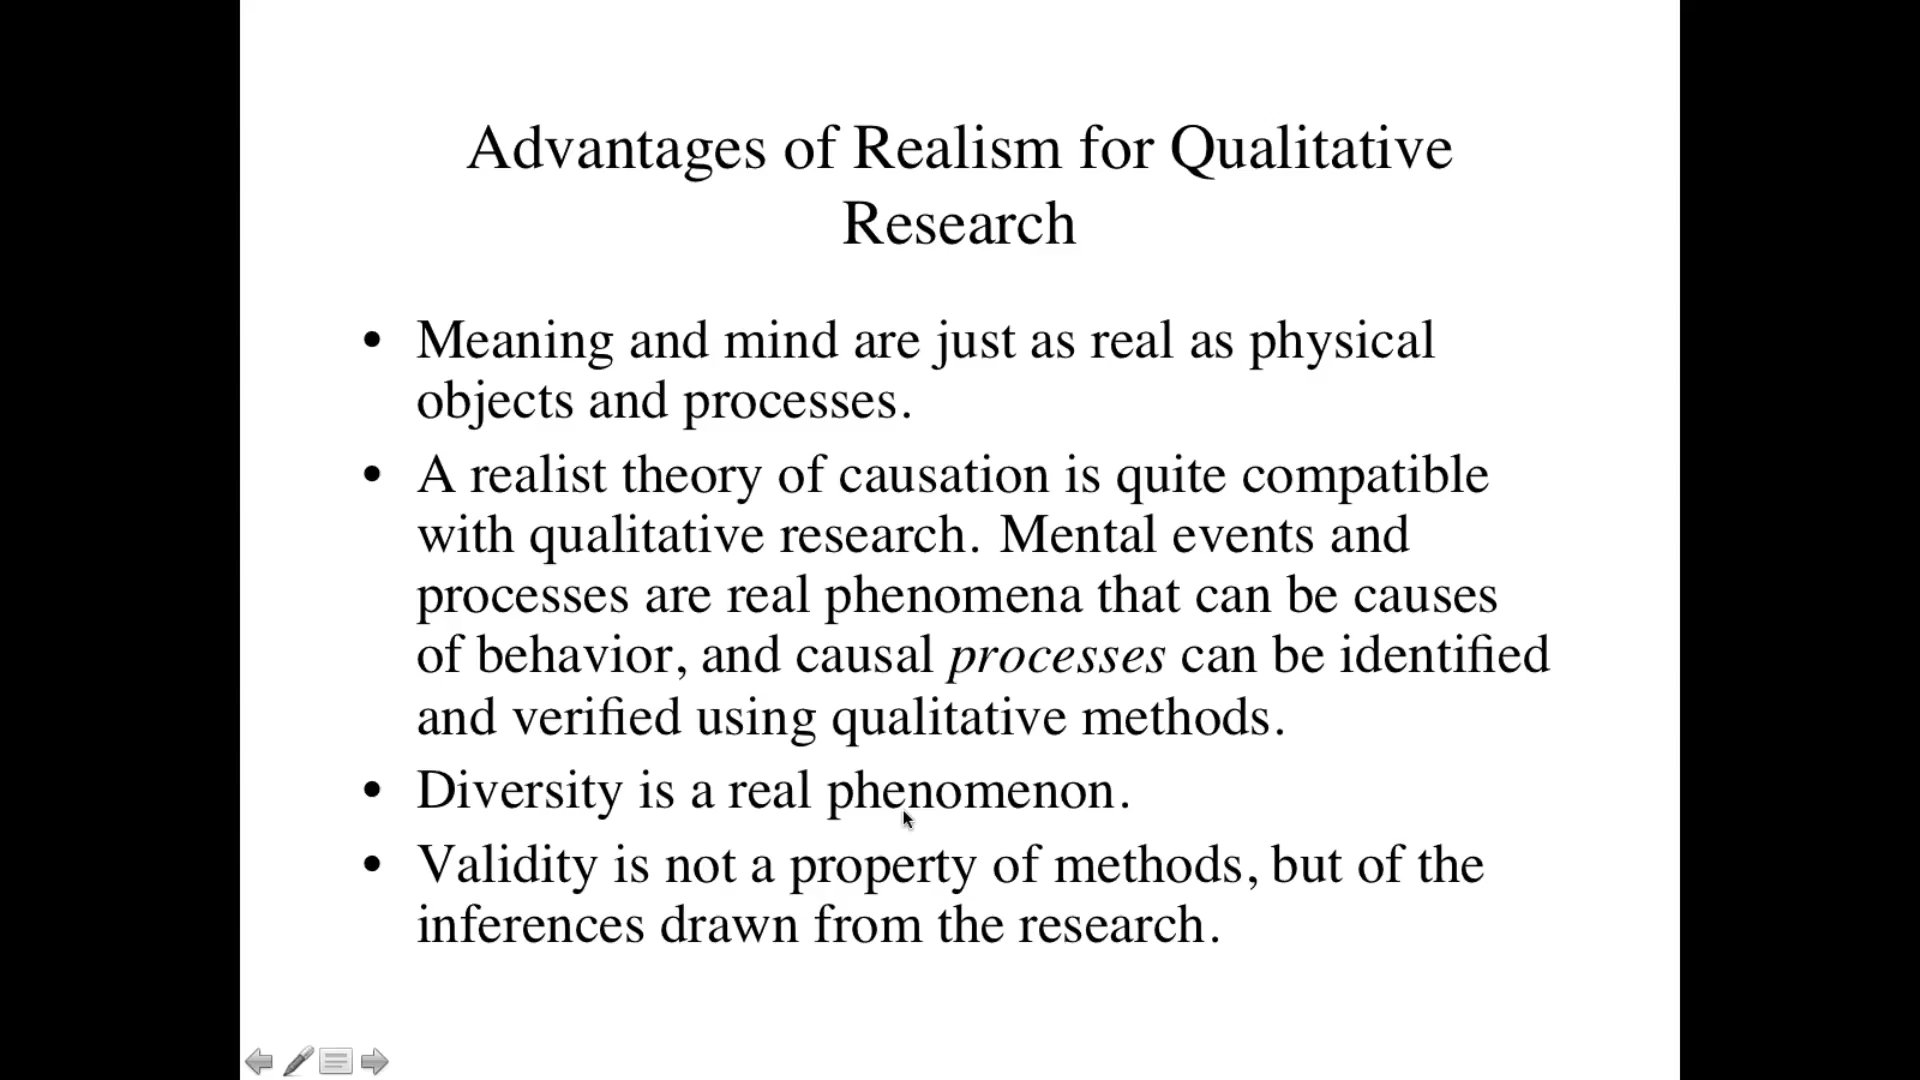 Advantages of Realism for Qualitative
Research
• Meaning and mind are just as real as physical
objects and processes.
• A realist theory of causation is quite compatible
with qualitative research. Mental events and
processes are real phenomena that can be causes
of behavior, and causal processes can be identified
and verified using qualitative methods.
• Diversity is a real phenomenon.
• Validity is not a property of methods, but of the
inferences drawn from the research.